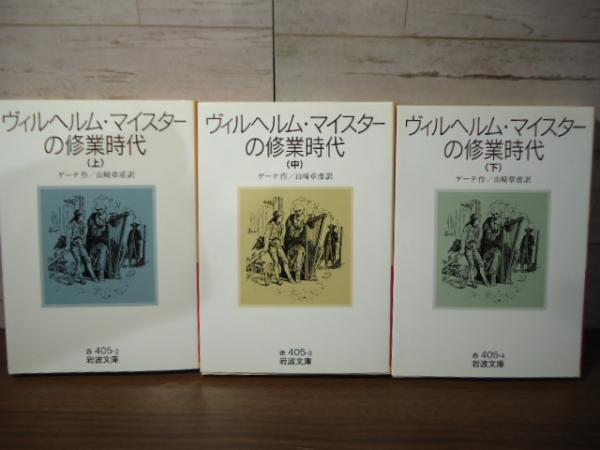 ヴィルヘルム・マイスター
の修業時代
(上)
ゲーテ作／山崎章甫訳
赤 405-2
岩波文庫
ヴィルヘルム・マイスター
の修業時代
(中)
ゲーテ作／山崎章甫訳
赤 405-3
岩波文庫
ヴィルヘルム・マイスター
の修業時代
(下)
ゲーテ作／山崎章甫訳
赤 405-4
岩波文庫